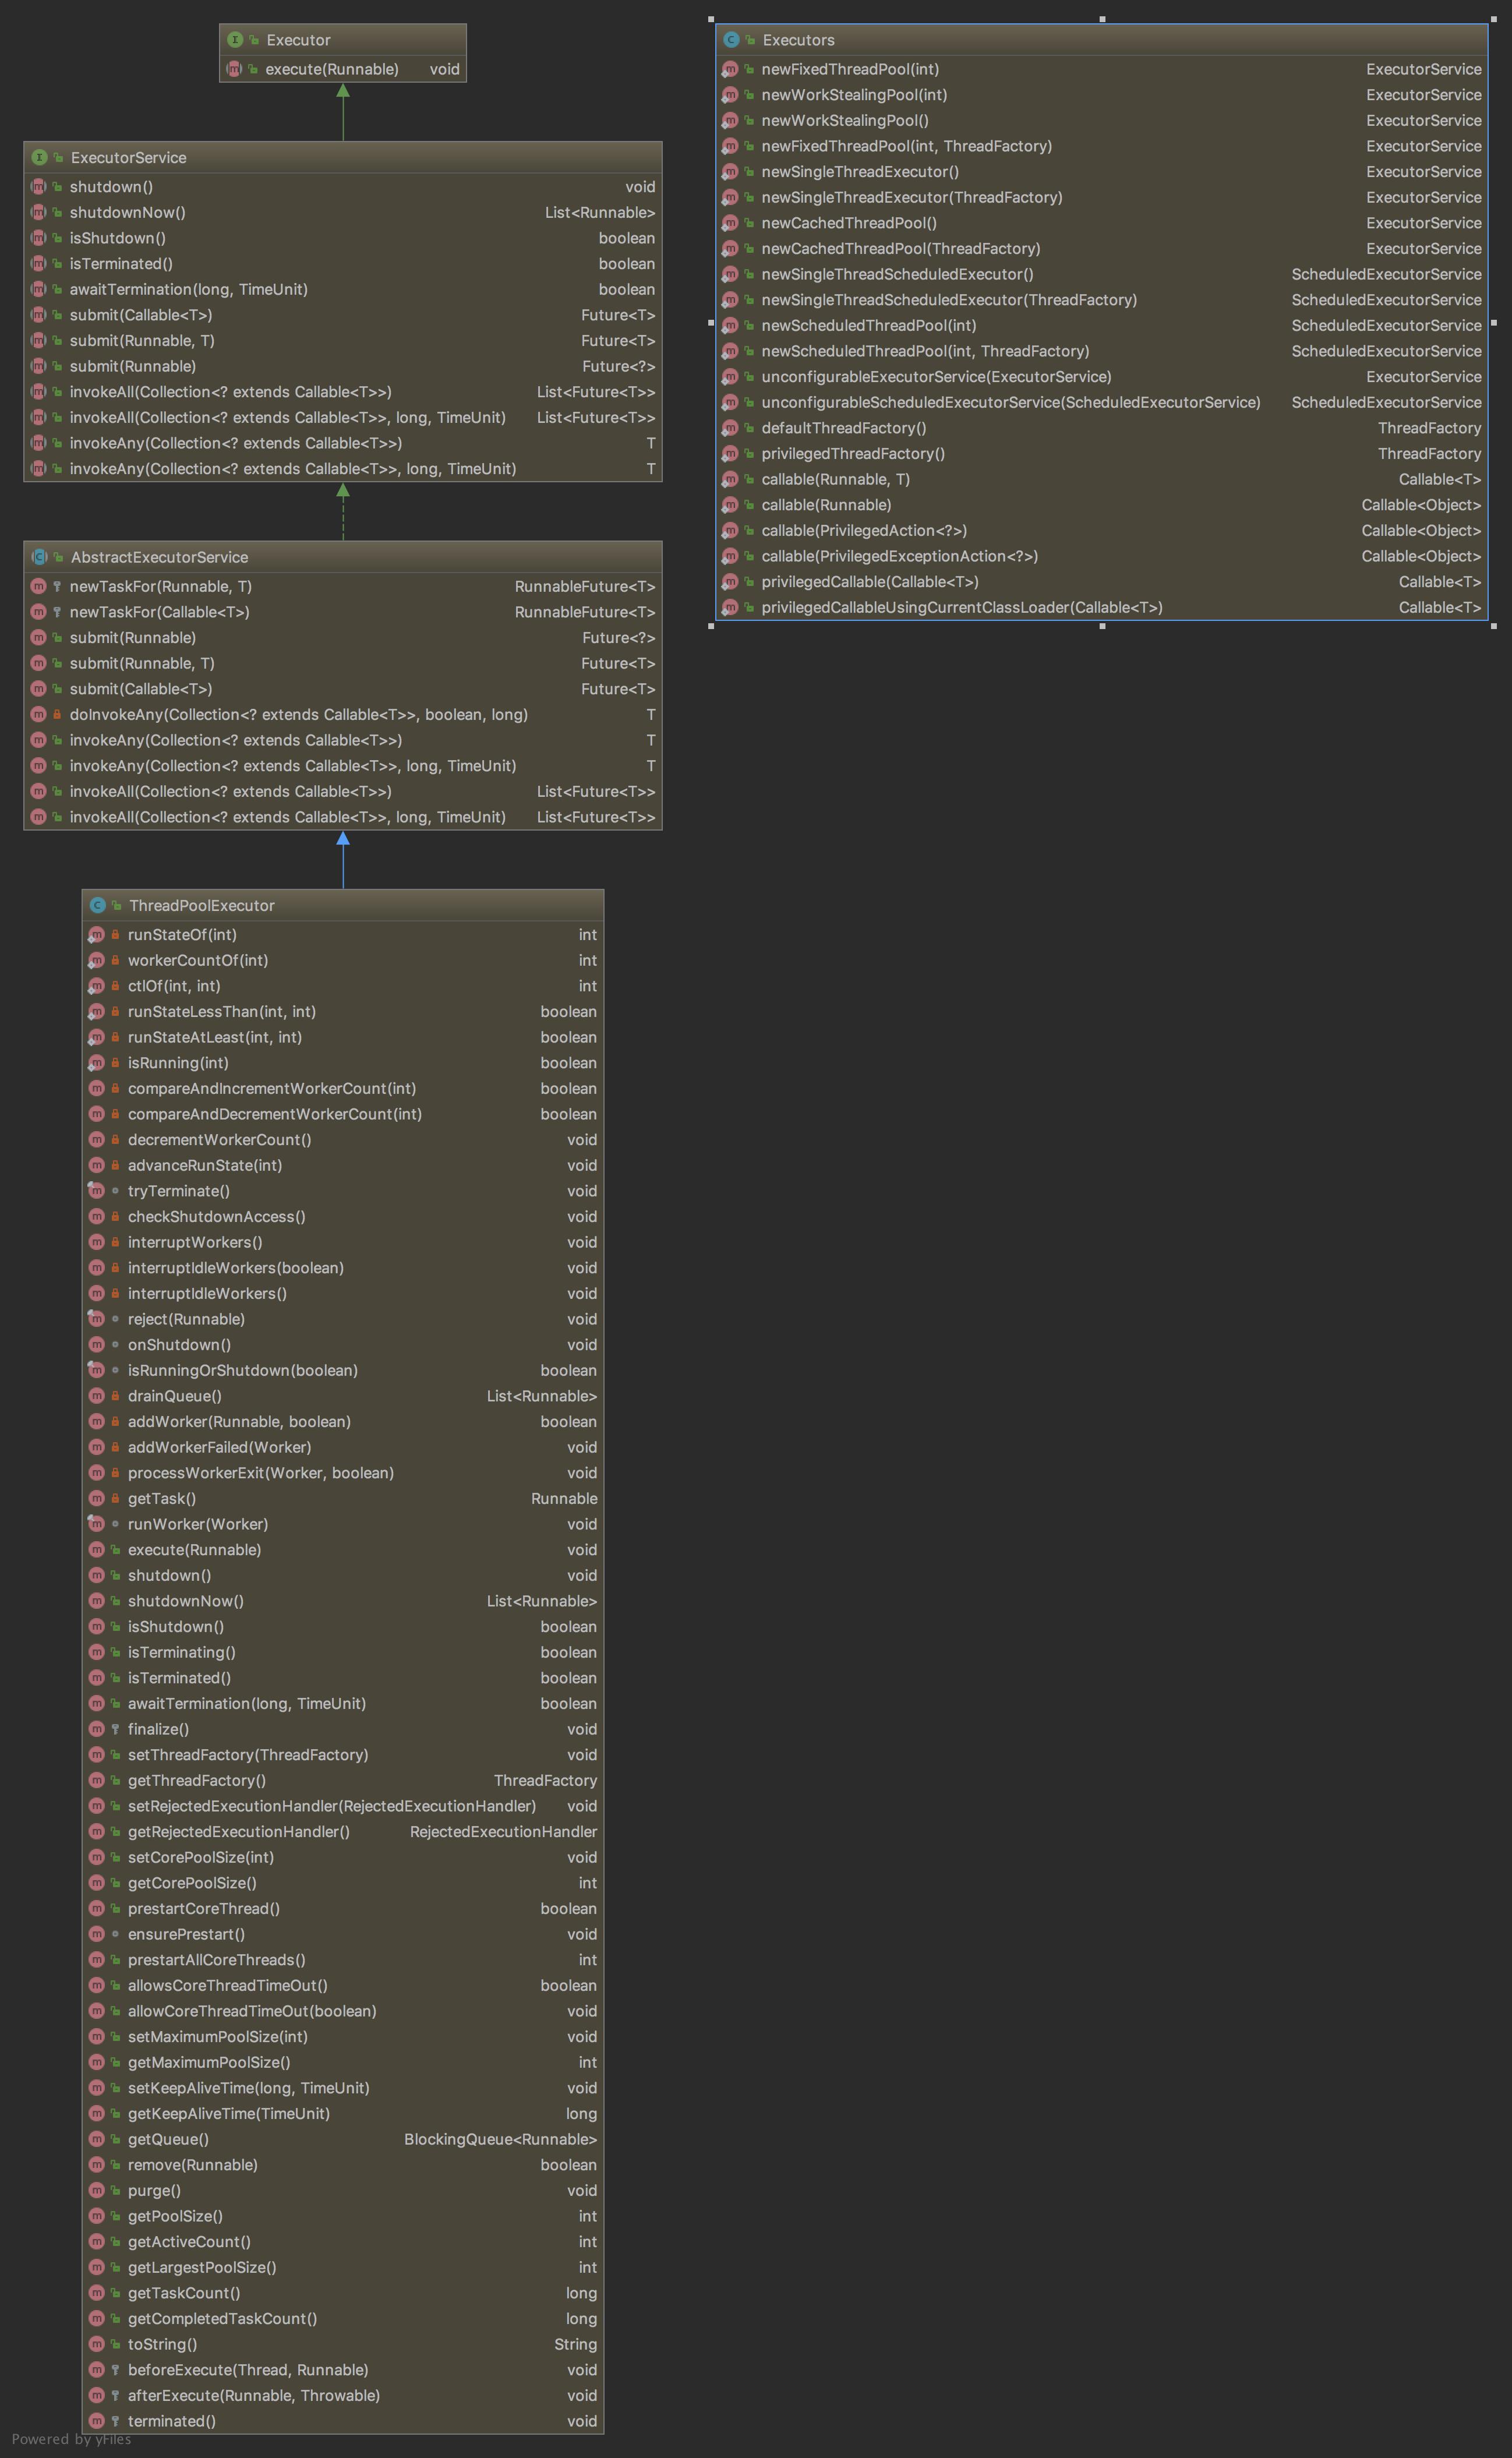 Executor
execute(Runnable) void
ExecutorService
shutdown() void
shutdownNow() List<Runnable>
isShutdown() boolean
isTerminated() boolean
awaitTermination(long, TimeUnit) boolean
submit(Callable<T>) Future<T>
submit(Runnable, T) Future<T>
submit(Runnable) Future<?>
invokeAll(Collection<? extends Callable<T>>) List<Future<T>>
invokeAll(Collection<? extends Callable<T>>, long, TimeUnit) List<Future<T>>
invokeAny(Collection<? extends Callable<T>>) T
invokeAny(Collection<? extends Callable<T>>, long, TimeUnit) T
AbstractExecutorService
newTaskFor(Runnable, T) RunnableFuture<T>
newTaskFor(Callable<T>) RunnableFuture<T>
submit(Runnable) Future<?>
submit(Runnable, T) Future<T>
submit(Callable<T>) Future<T>
doInvokeAny(Collection<? extends Callable<T>>, boolean, long) T
invokeAny(Collection<? extends Callable<T>>) T
invokeAny(Collection<? extends Callable<T>>, long, TimeUnit) T
invokeAll(Collection<? extends Callable<T>>) List<Future<T>>
invokeAll(Collection<? extends Callable<T>>, long, TimeUnit) List<Future<T>>
ThreadPoolExecutor
runStateOf(int) int
workerCountOf(int) int
ctlOf(int, int) int
runStateLessThan(int, int) boolean
runStateAtLeast(int, int) boolean
isRunning(int) boolean
compareAndIncrementWorkerCount(int) boolean
compareAndDecrementWorkerCount(int) boolean
decrementWorkerCount() void
advanceRunState(int) void
tryTerminate() void
checkShutdownAccess() void
interruptWorkers() void
interruptIdleWorkers(boolean) void
interruptIdleWorkers() void
reject(Runnable) void
onShutdown() void
isRunningOrShutdown(boolean) boolean
drainQueue() List<Runnable>
addWorker(Runnable, boolean) boolean
addWorkerFailed(Worker) void
processWorkerExit(Worker, boolean) void
getTask() Runnable
runWorker(Worker) void
execute(Runnable) void
shutdown() void
shutdownNow() List<Runnable>
isShutdown() boolean
isTerminating() boolean
isTerminated() boolean
awaitTermination(long, TimeUnit) boolean
finalize() void
setThreadFactory(ThreadFactory) void
getThreadFactory() ThreadFactory
setRejectedExecutionHandler(RejectedExecutionHandler) void
getRejectedExecutionHandler() RejectedExecutionHandler
setCorePoolSize(int) void
getCorePoolSize() int
prestartCoreThread() boolean
ensurePrestart() void
prestartAllCoreThreads() int
allowsCoreThreadTimeOut() boolean
allowCoreThreadTimeOut(boolean) void
setMaximumPoolSize(int) void
getMaximumPoolSize() int
setKeepAliveTime(long, TimeUnit) void
getKeepAliveTime(TimeUnit) long
getQueue() BlockingQueue<Runnable>
remove(Runnable) boolean
purge() void
getPoolSize() int
getActiveCount() int
getLargestPoolSize() int
getTaskCount() long
getCompletedTaskCount() long
toString() String
beforeExecute(Thread, Runnable) void
afterExecute(Runnable, Throwable) void
terminated() void
Powered by yFiles
Executors
newFixedThreadPool(int) ExecutorService
newWorkStealingPool(int) ExecutorService
newWorkStealingPool() ExecutorService
newFixedThreadPool(int, ThreadFactory) ExecutorService
newSingleThreadExecutor() ExecutorService
newSingleThreadExecutor(ThreadFactory) ExecutorService
newCachedThreadPool() ExecutorService
newCachedThreadPool(ThreadFactory) ExecutorService
newSingleThreadScheduledExecutor() ScheduledExecutorService
newSingleThreadScheduledExecutor(ThreadFactory) ScheduledExecutorService
newScheduledThreadPool(int) ScheduledExecutorService
newScheduledThreadPool(int, ThreadFactory) ScheduledExecutorService
unconfigurableExecutorService(ExecutorService) ExecutorService
unconfigurableScheduledExecutorService(ScheduledExecutorService) ScheduledExecutorService
defaultThreadFactory() ThreadFactory
privilegedThreadFactory() ThreadFactory
callable(Runnable, T) Callable<T>
callable(Runnable) Callable<Object>
callable(PrivilegedAction<?>) Callable<Object>
callable(PrivilegedExceptionAction<?>) Callable<Object>
privilegedCallable(Callable<T>) Callable<T>
privilegedCallableUsingCurrentClassLoader(Callable<T>) Callable<T>